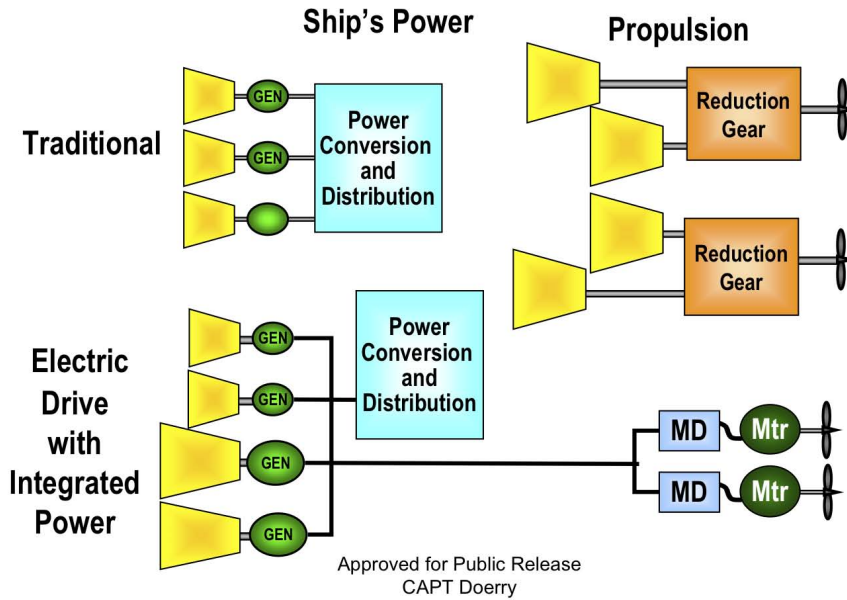 Ship's Power
Propulsion
Traditional
GEN
GEN
Power
Conversion
and
Distribution
Reduction
Gear
Reduction
Gear
Electric
Drive
with
Integrated
Power
GEN
GEN
GEN
GEN
Power
Conversion
and
Distribution
MD
Mtr
MD
Mtr
Approved for Public Release
CAPT Doerry